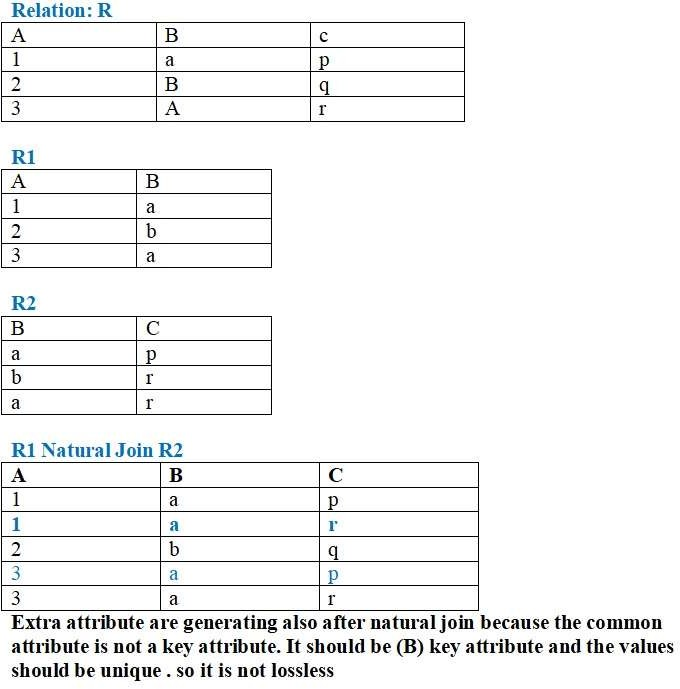 Relation: R
A B c
1 a p
2 B q
3 A r
R1
A B
1 a
2 b
3 a
R2
B C
a p
b r
a r
R1 Natural Join R2
A B C
1 a p
1 a r
2 b q
3 a p
3 a r
Extra attribute are generating also after natural join because the common
attribute is not a key attribute. It should be (B) key attribute and the values
should be unique . so it is not lossless